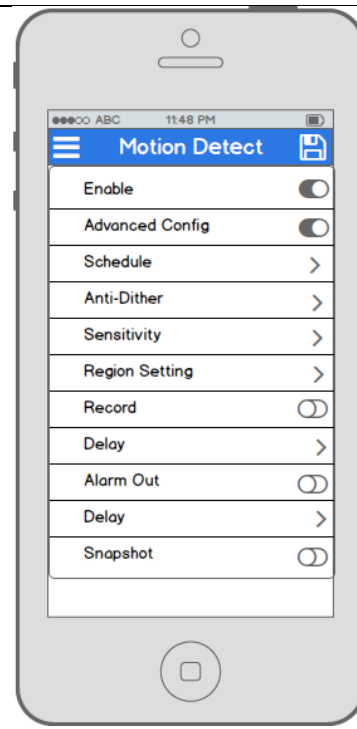 ABC 11:48 PM
Motion Detect
Enable
Advanced Config
Schedule
Anti-Dither
Sensitivity
Region Setting
Record
Delay
Alarm Out
Delay
Snapshot